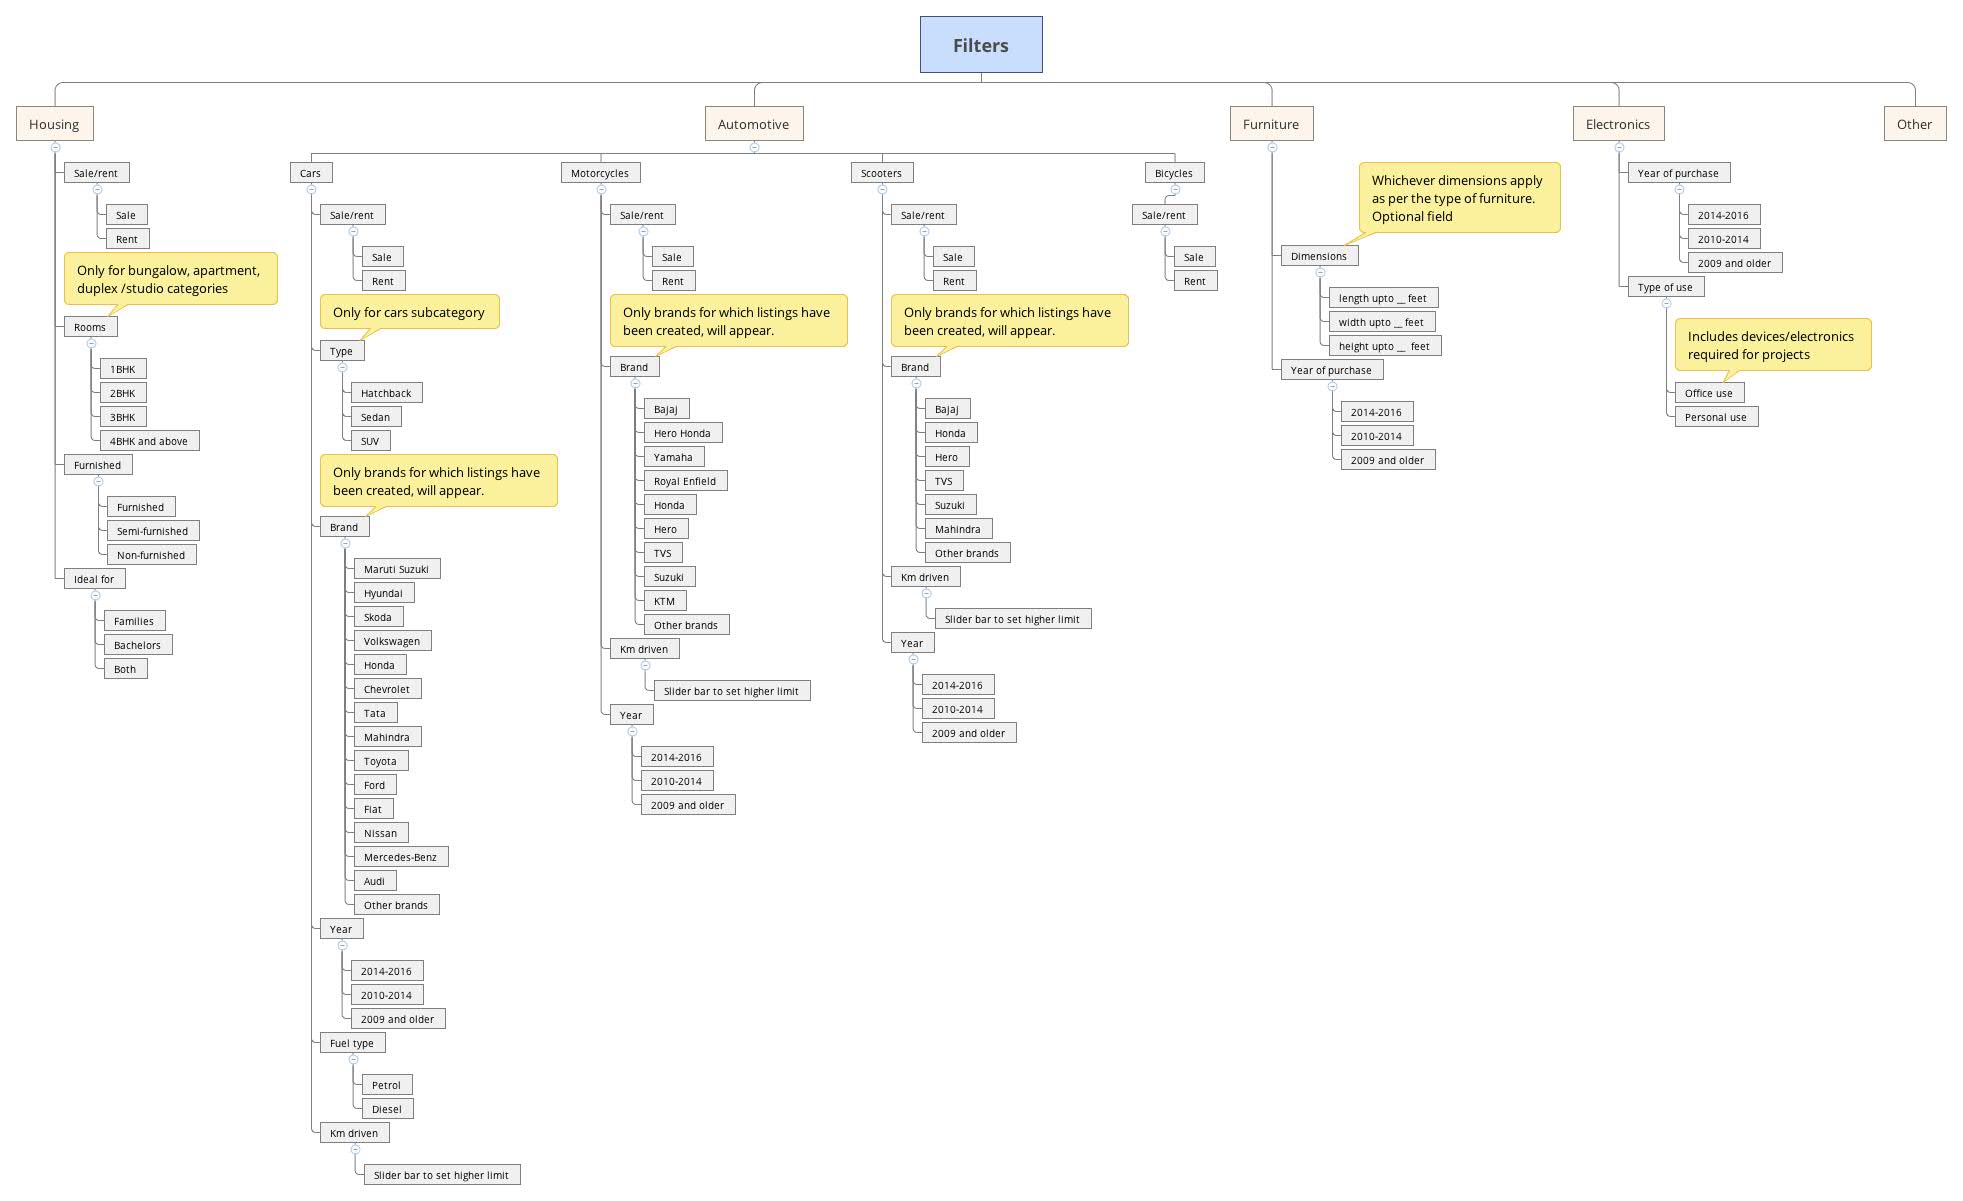 Filters
Housing
Sale/rent
Sale
Rent
Only for bungalow, apartment,
duplex /studio categories
Rooms
1BHK
2BHK
3BHK
4BHK and above
Furnished
Furnished
Semi-furnished
Non-furnished
Ideal for
Families
Bachelors
Both
Automotive
Cars
Sale/rent
Sale
Rent
Only for cars subcategory
Type
Hatchback
Sedan
SUV
Only brands for which listings have
been created, will appear.
Brand
Maruti Suzuki
Hyundai
Skoda
Volkswagen
Honda
Chevrolet
Tata
Mahindra
Toyota
Ford
Fiat
Nissan
Mercedes-Benz
Audi
Other brands
Year
2014-2016
2010-2014
2009 and older
Fuel type
Petrol
Diesel
Km driven
Slider bar to set higher limit
Motorcycles
Sale/rent
Sale
Rent
Only brands for which listings have
been created, will appear.
Brand
Bajaj
Hero Honda
Yamaha
Royal Enfield
Honda
Hero
TVS
Suzuki
KTM
Other brands
Km driven
Slider bar to set higher limit
Year
2014-2016
2010-2014
2009 and older
Scooters
Sale/rent
Sale
Rent
Only brands for which listings have
been created, will appear.
Brand
Bajaj
Honda
Hero
TVS
Suzuki
Mahindra
Other brands
Km driven
Slider bar to set higher limit
Year
2014-2016
2010-2014
2009 and older
Bicycles
Sale/rent
Sale
Rent
Furniture
Whichever dimensions apply
as per the type of furniture.
Optional field
Dimensions
length upto __ feet
width upto __ feet
height upto __ feet
Year of purchase
2014-2016
2010-2014
2009 and older
Electronics
Year of purchase
2014-2016
2010-2014
2009 and older
Type of use
Includes devices/electronics
required for projects
Office use
Personal use
Other